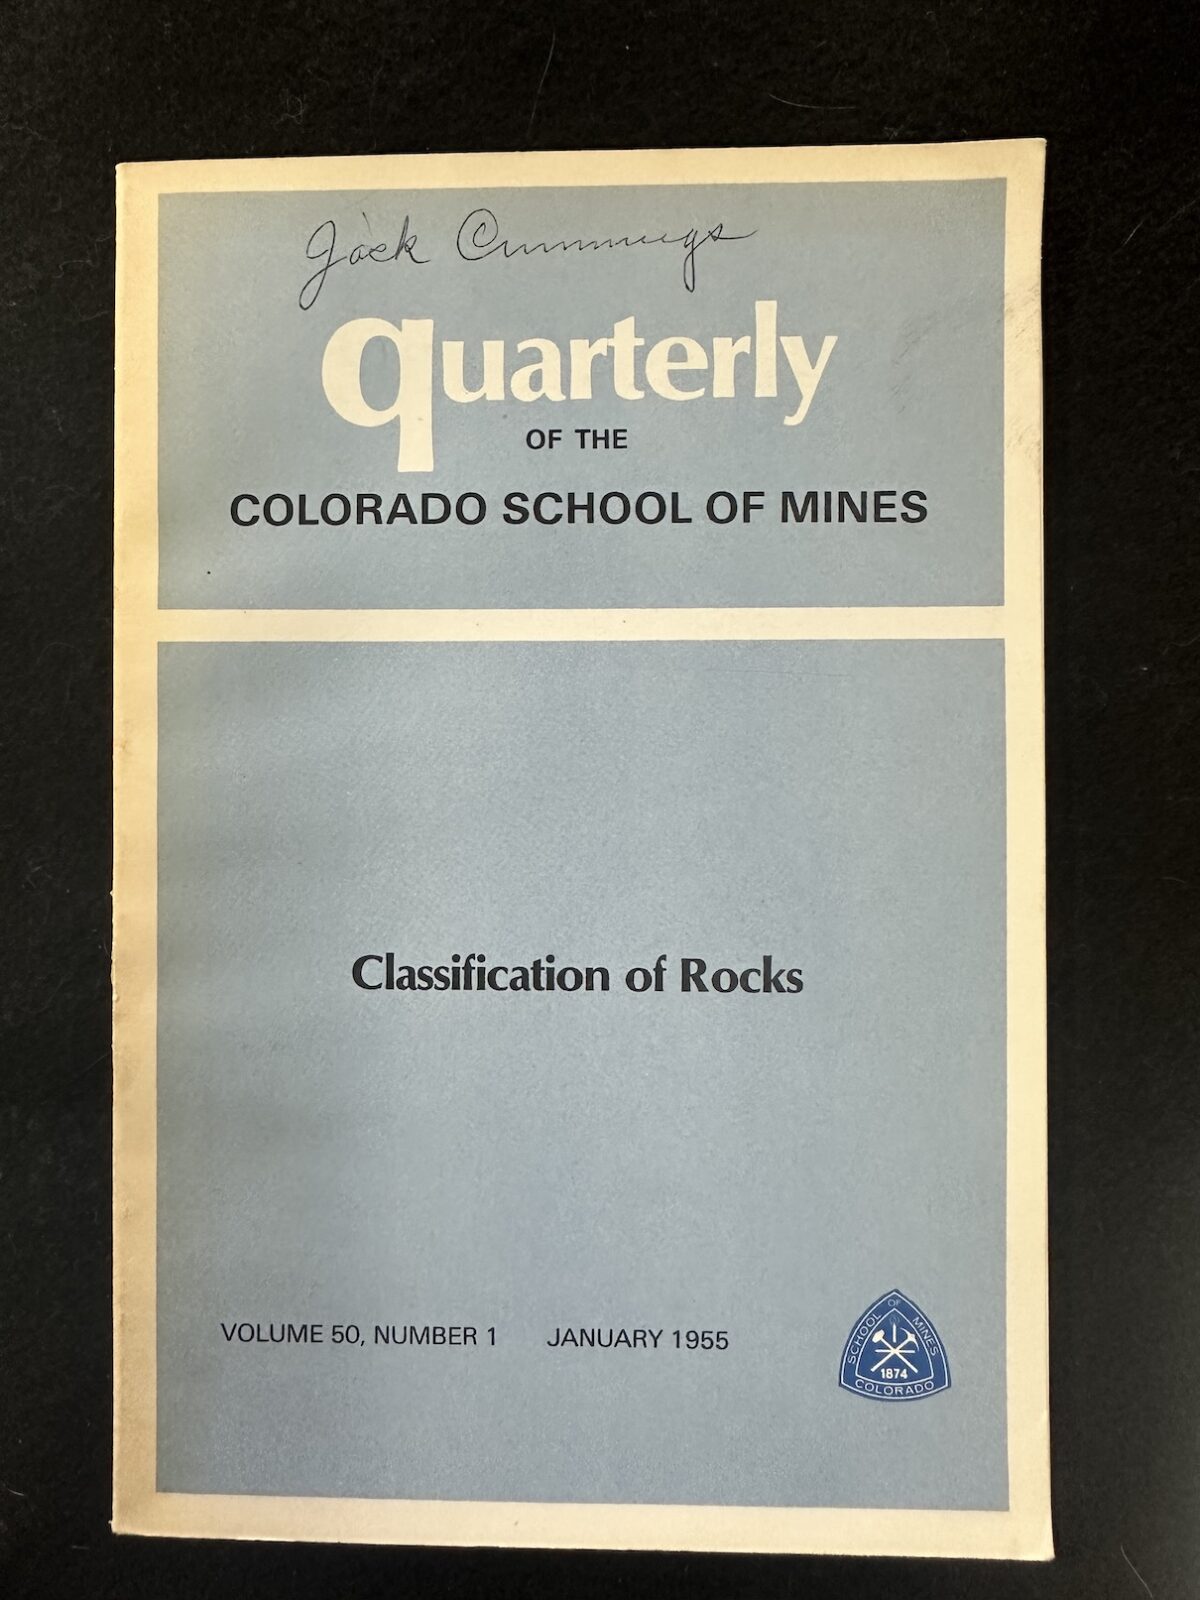 Jack Cummings
quarterly
OF THE
COLORADO SCHOOL OF MINES
Classification of Rocks
VOLUME 50, NUMBER 1 JANUARY 1955
SCHOOL OF MINES
1874
COLORADO